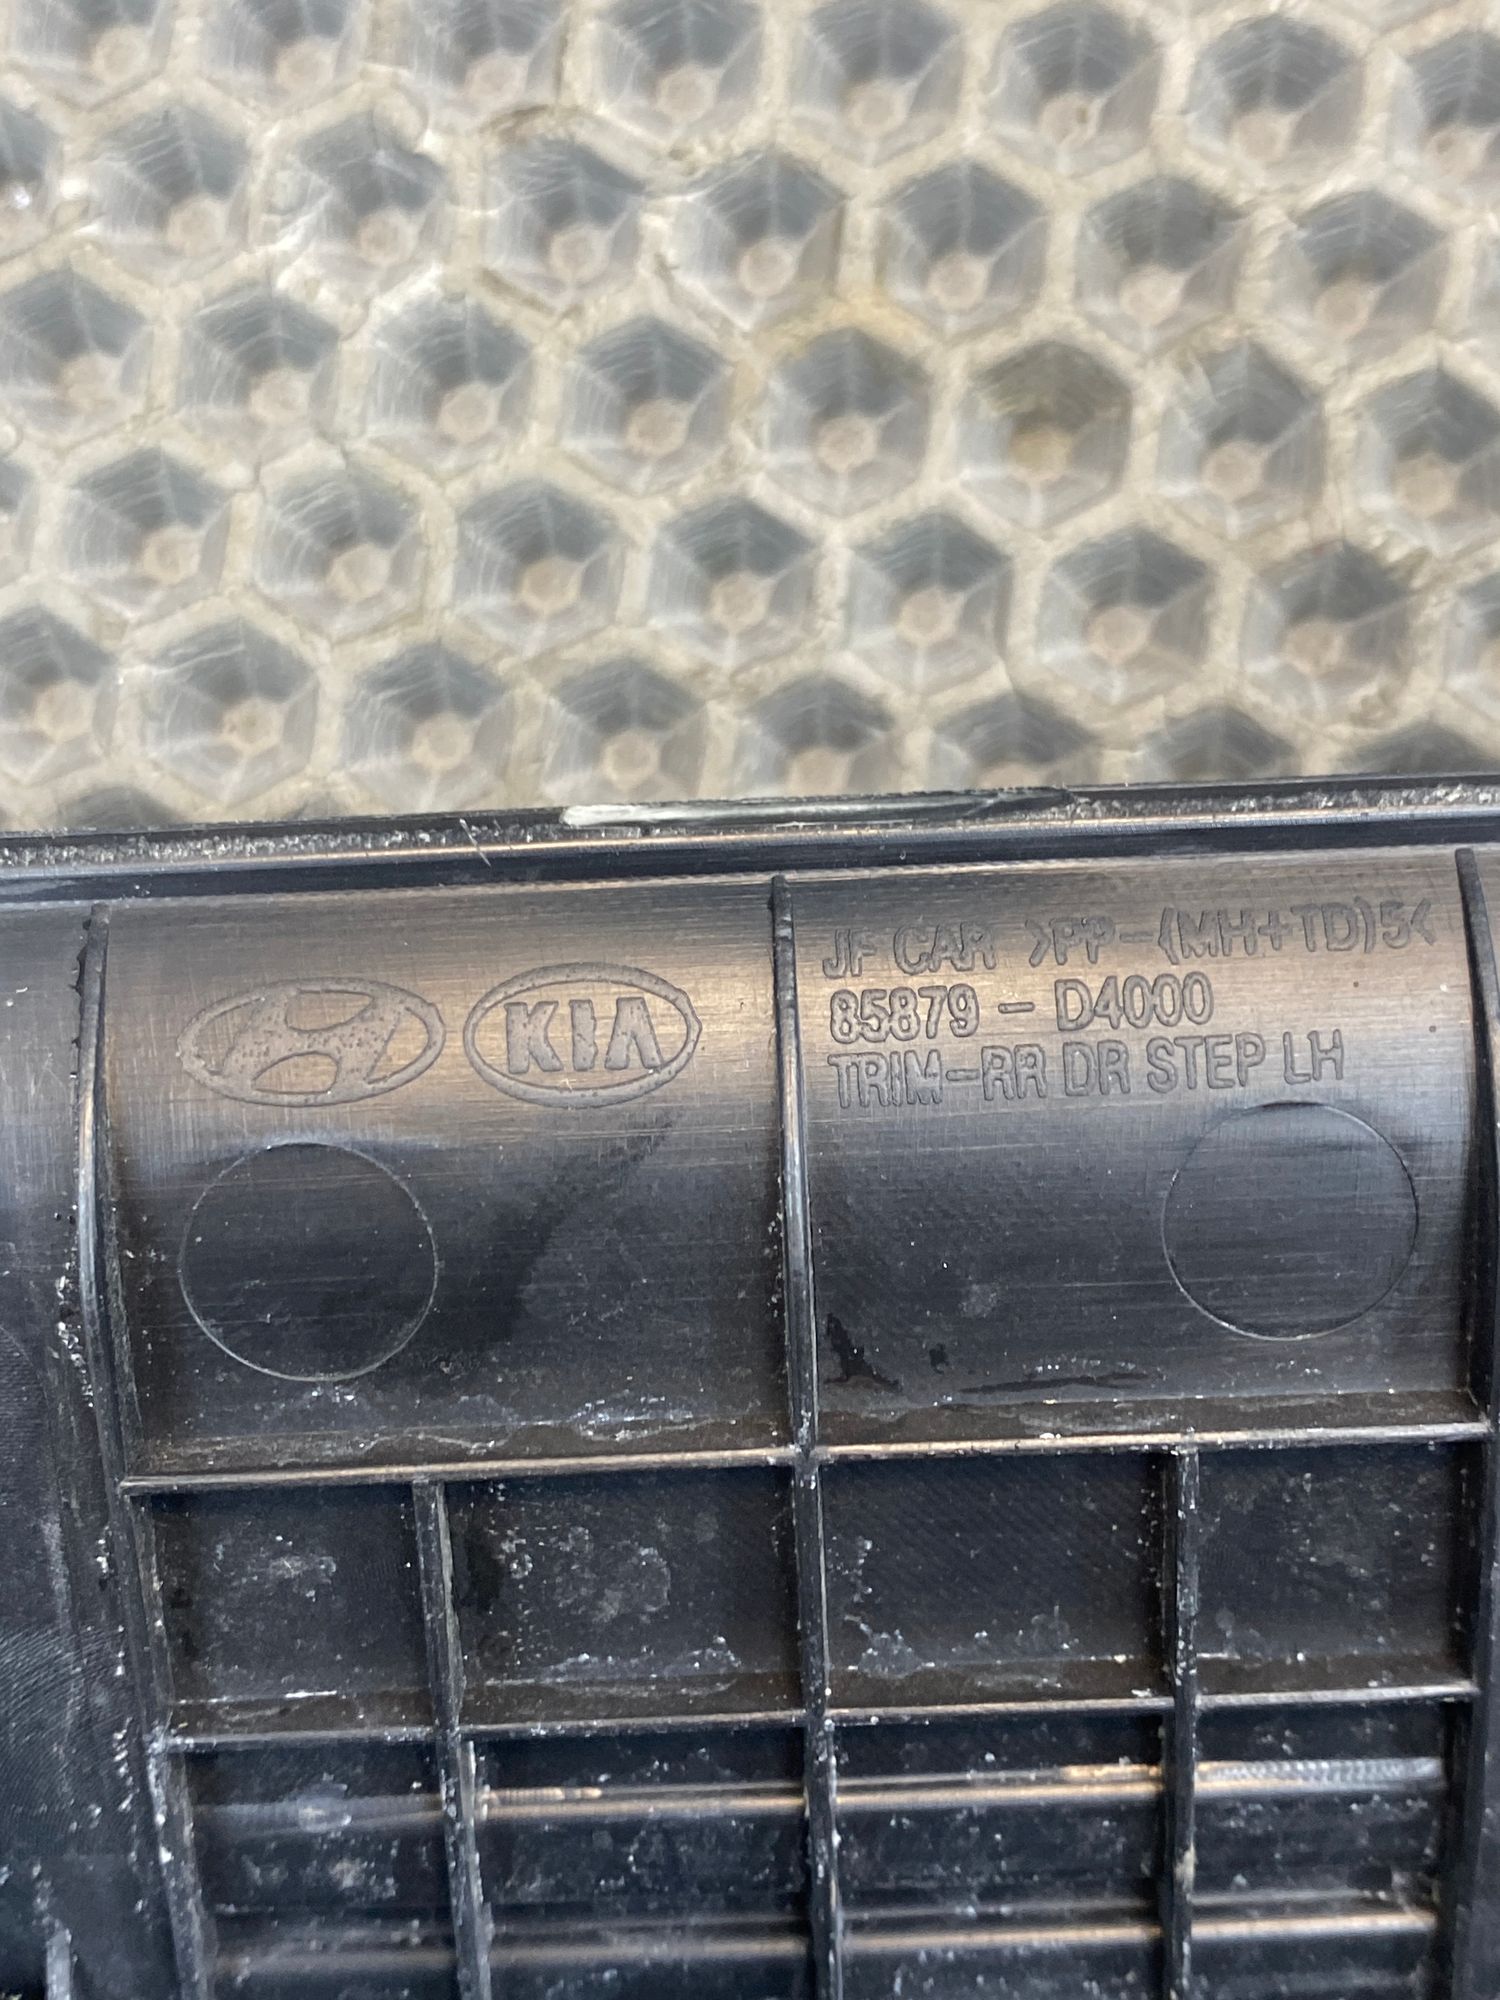 KIA
JF CAR >PP-(MH+TD)5<
85879-D4000
TRIM-RR DR STEP LH